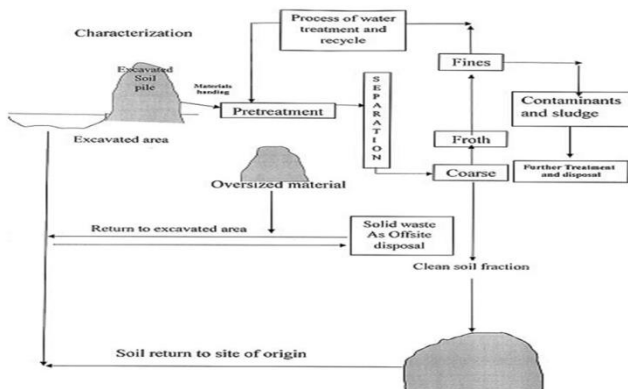 Characterization
Process of water
treatment and
recycle
Fines
Excavated
Soil
pile
Materials
handing
Pretreatment
SEPARATION
Contaminants
and sludge
Excavated area
Froth
Coarse
Further Treatment
and disposal
Oversized material
Return to excavated area
Solid waste
As Offsite
disposal
Clean soil fraction
Soil return to site of origin